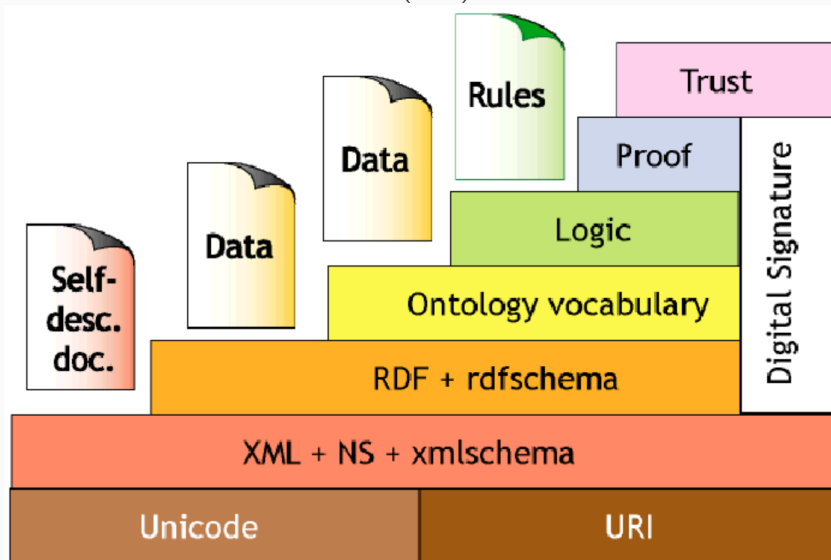 Rules
Trust
Data
Proof
Data
Logic
Digital Signature
Self-
desc.
doc.
Ontology vocabulary
RDF + rdfschema
XML + NS + xmlschema
Unicode
URI